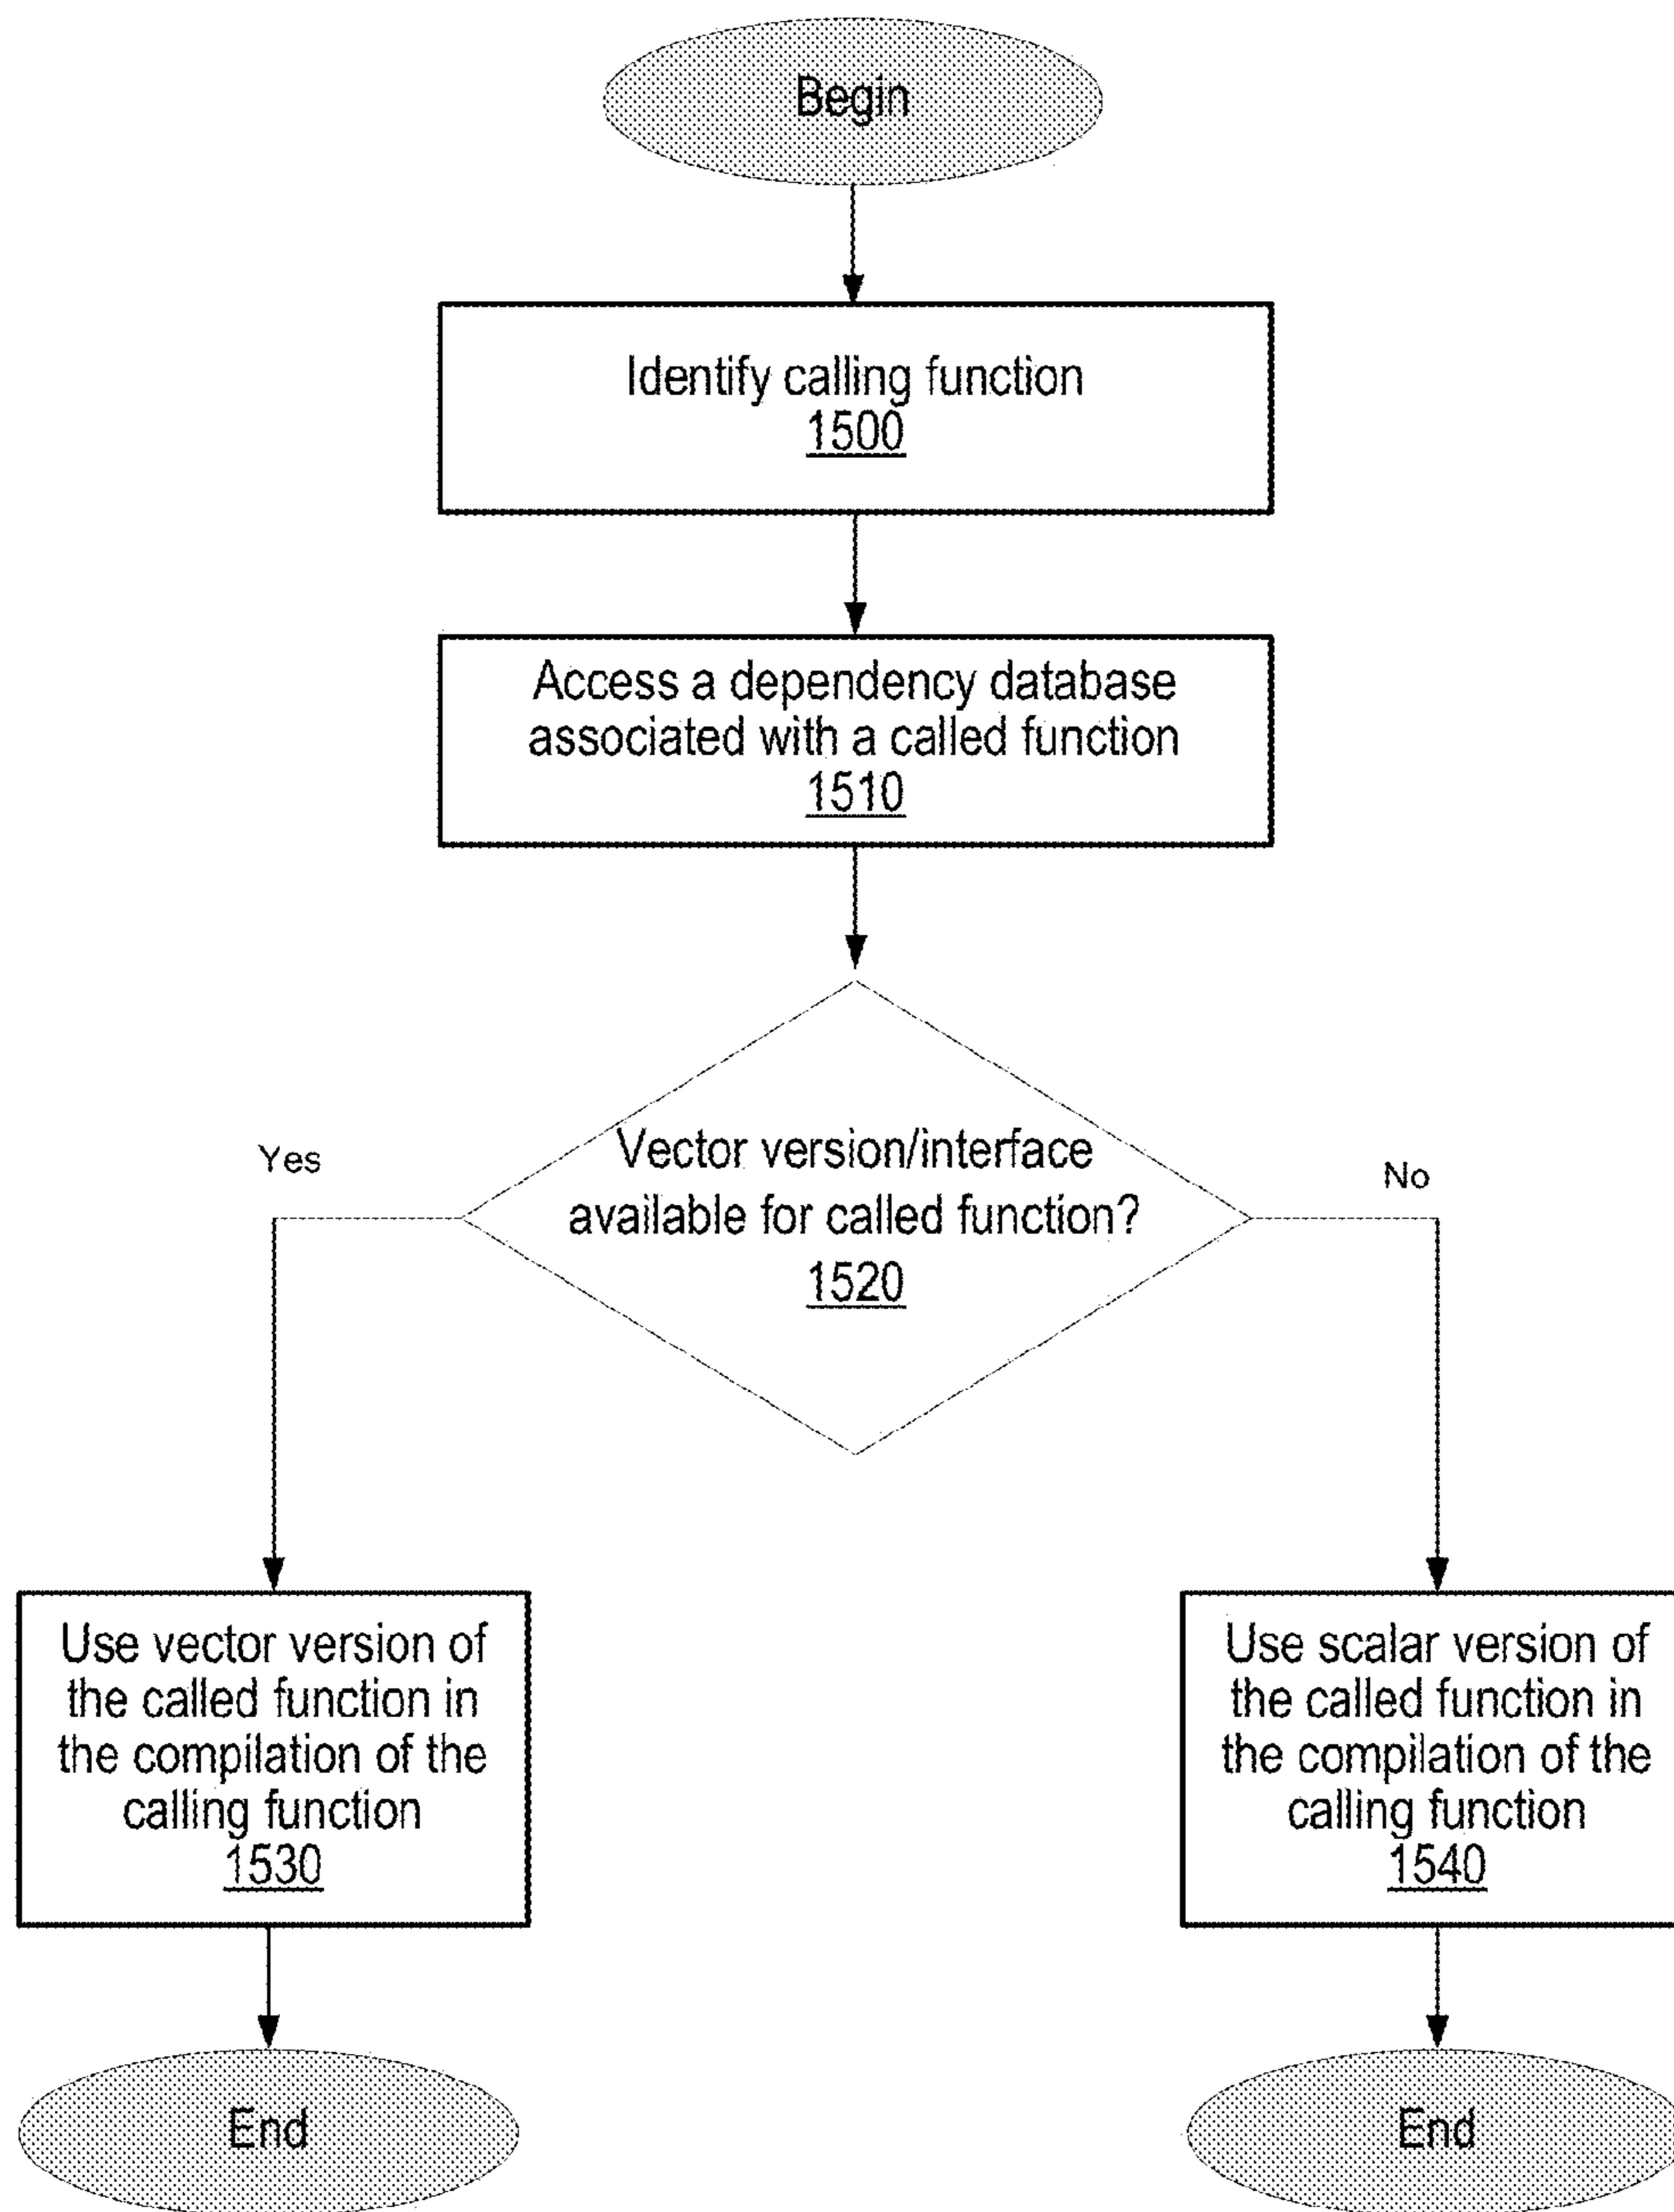 Begin
Identify calling function
1500
Access a dependency database
associated with a called function
1510
Vector version/interface
available for called function?
1520
Yes
No
Use vector version of
the called function in
the compilation of the
calling function
1530
Use scalar version of
the called function in
the compilation of the
calling function
1540
End
End